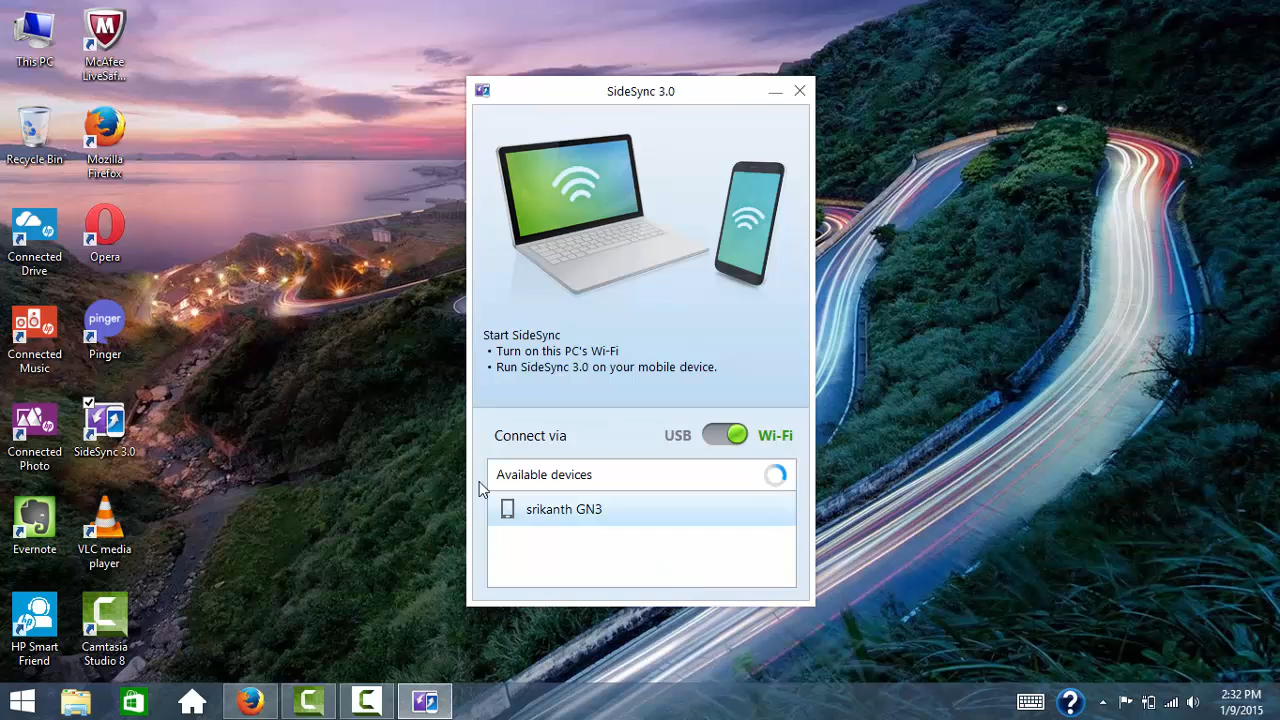 This PC
McAfee
LiveSaf...
Recycle Bin
Mozilla
Firefox
Connected
Drive
Opera
Connected
Music
pinger
Pinger
Connected
Photo
SideSync 3.0
Evernote
VLC media
player
HP Smart
Friend
Camtasia
Studio 8
SideSync 3.0
Start SideSync
• Turn on this PC's Wi-Fi
• Run SideSync 3.0 on your mobile device.
Connect via
USB
Wi-Fi
Available devices
srikanth GN3
2:32 PM
1/9/2015